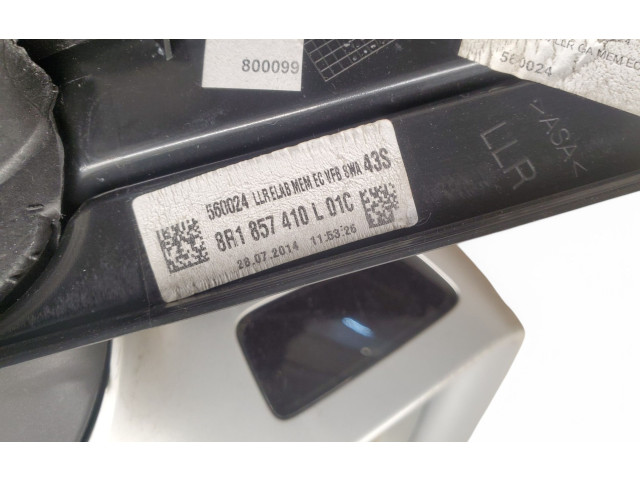 800099
560024
>ASA<
LLR
560024 LLR ELAB MEM EC VFB SWA 43S
8R1 857 410 L 01C
28.07.2014 11:53:26